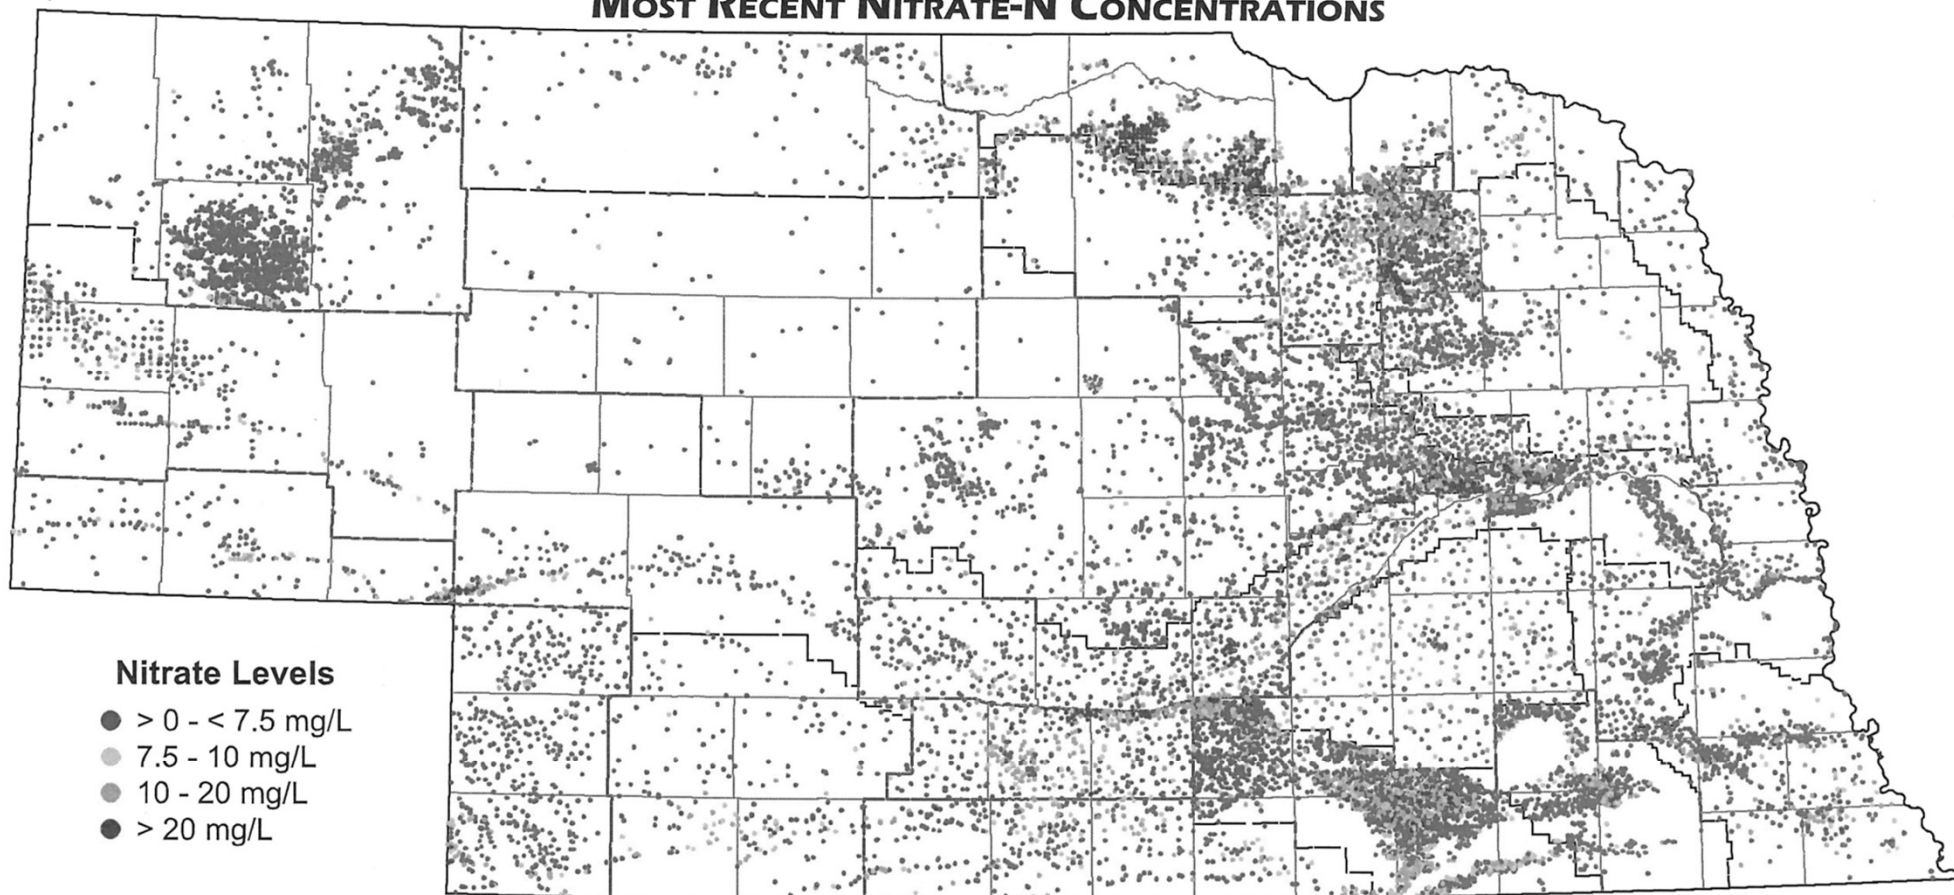 MOST RECENT NITRATE-N CONCENTRATIONS
Nitrate Levels
> 0 - < 7.5 mg/L
7.5 - 10 mg/L
10 - 20 mg/L
> 20 mg/L